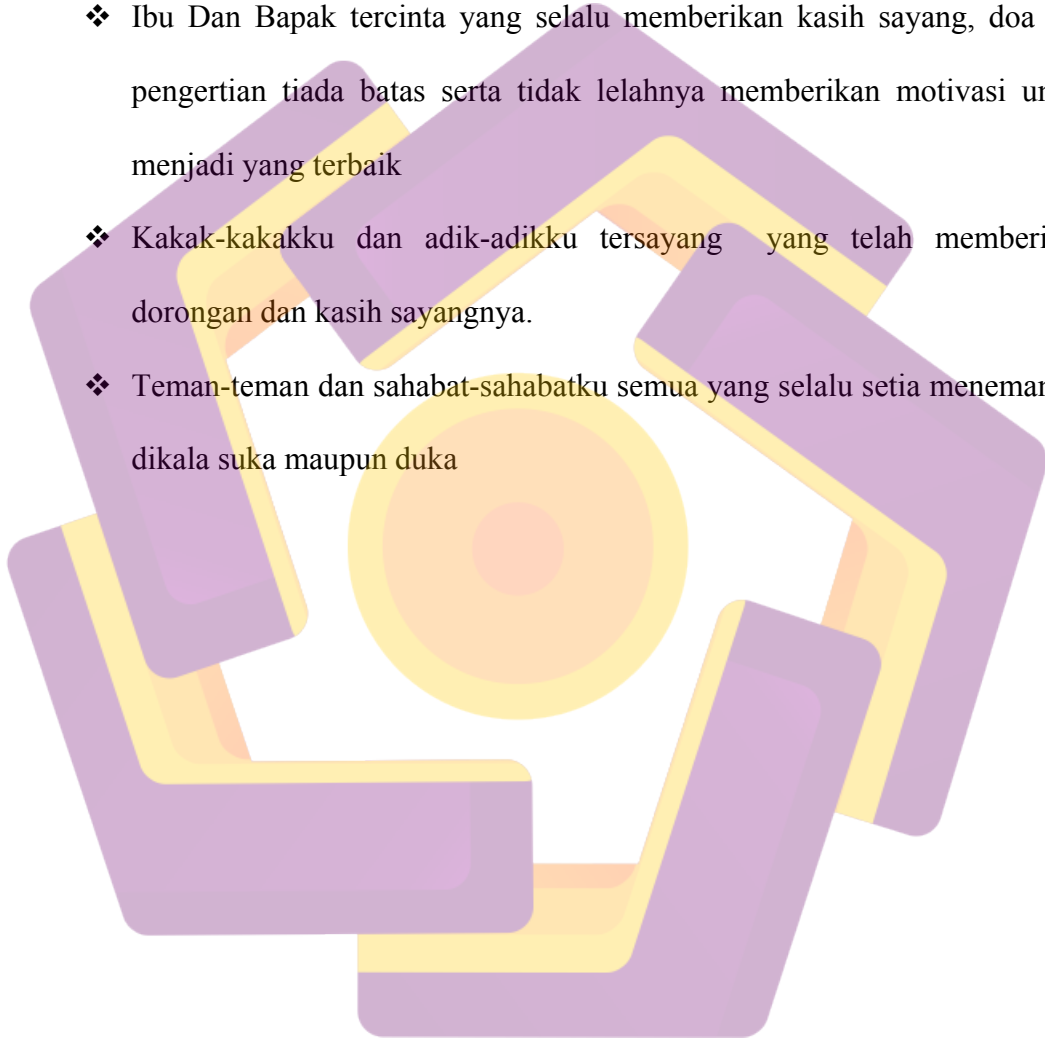 ❖ Ibu Dan Bapak tercinta yang selalu memberikan kasih sayang, doa
pengertian tiada batas serta tidak lelahnya memberikan motivasi
menjadi yang terbaik
❖ Kakak-kakakku dan adik-adikku tersayang yang telah
dorongan dan kasih sayangnya.
❖ Teman-teman dan sahabat-sahabatku semua yang selalu setia
dikala suka maupun duka